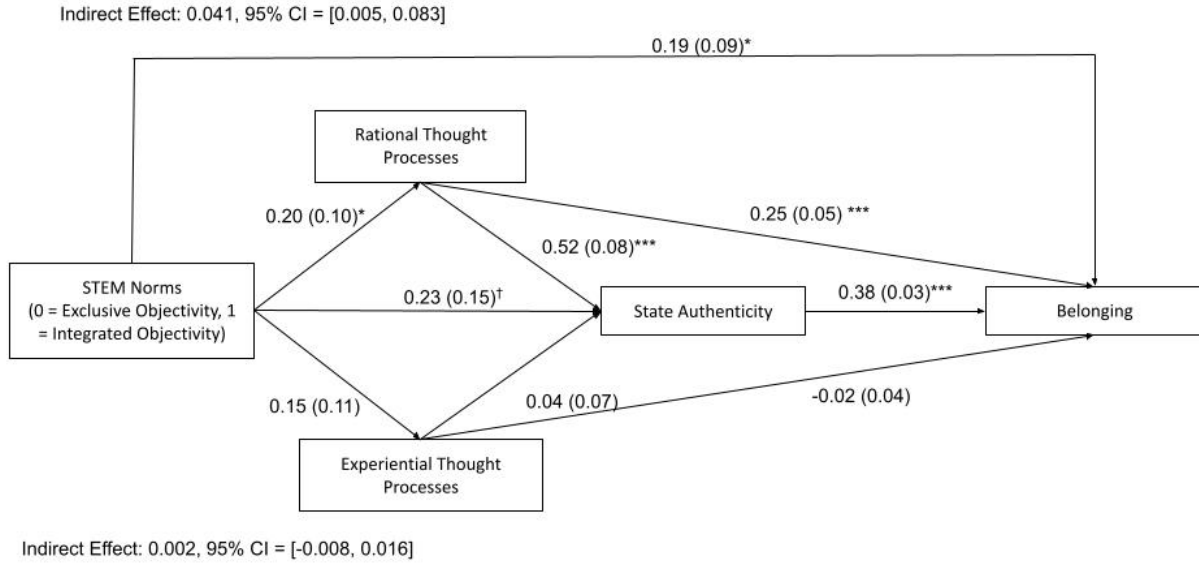 Indirect Effect: 0.041, 95% CI = [0.005, 0.083]
0.19 (0.09)*
Rational Thought
Processes
0.20 (0.10)*
0.25 (0.05) ***
0.52 (0.08)***
STEM Norms
(0 = Exclusive Objectivity, 1
= Integrated Objectivity)
0.23 (0.15)†
State Authenticity
0.38 (0.03)***
Belonging
0.15 (0.11)
0.04 (0.07)
-0.02 (0.04)
Experiential Thought
Processes
Indirect Effect: 0.002, 95% CI = [-0.008, 0.016]